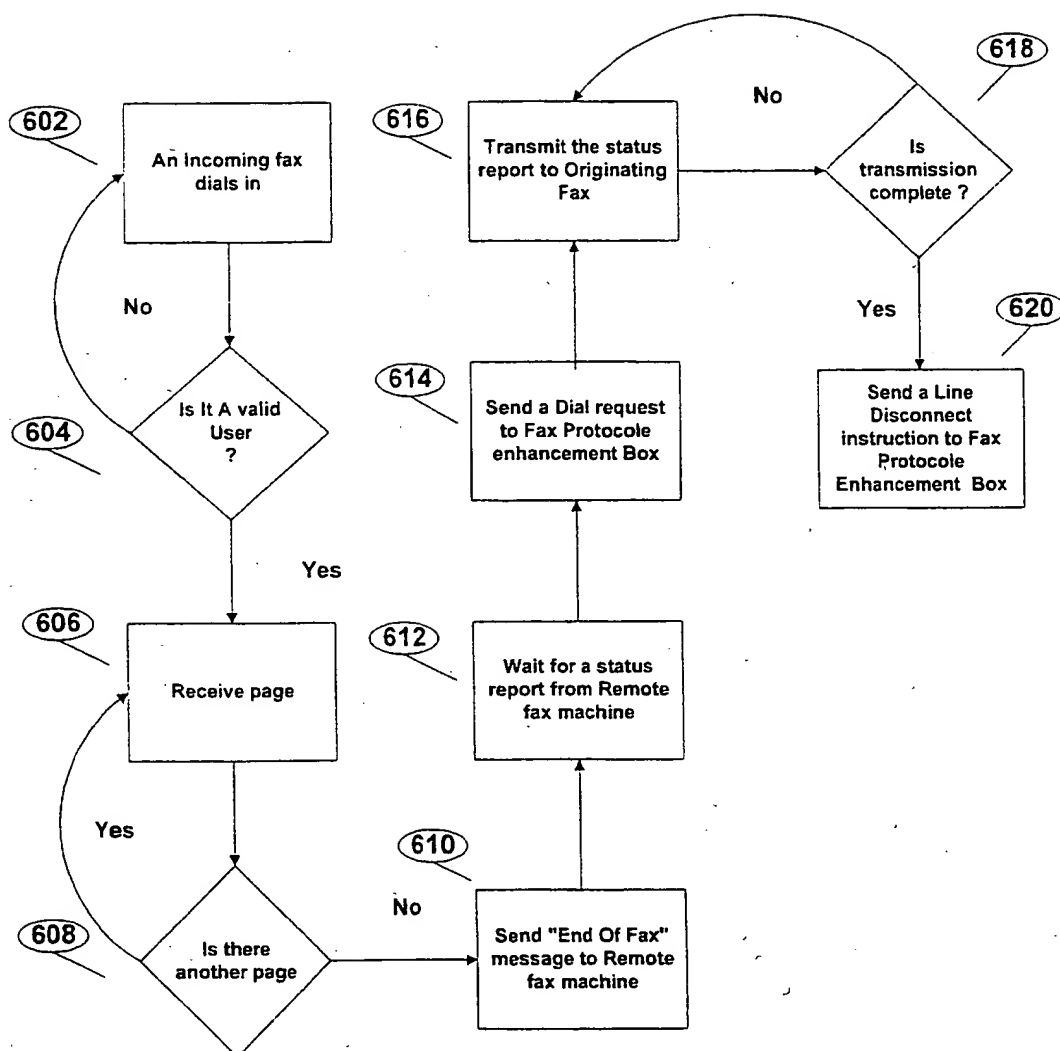 602
An Incoming fax
dials in
No
604
Is It A valid
User
?
Yes
606
Receive page
Yes
608
Is there
another page
No
610
Send "End Of Fax"
message to Remote
fax machine
612
Wait for a status
report from Remote
fax machine
614
Send a Dial request
to Fax Protocole
enhancement Box
616
Transmit the status
report to Originating
Fax
No
618
Is
transmission
complete ?
Yes
620
Send a Line
Disconnect
instruction to Fax
Protocole
Enhancement Box